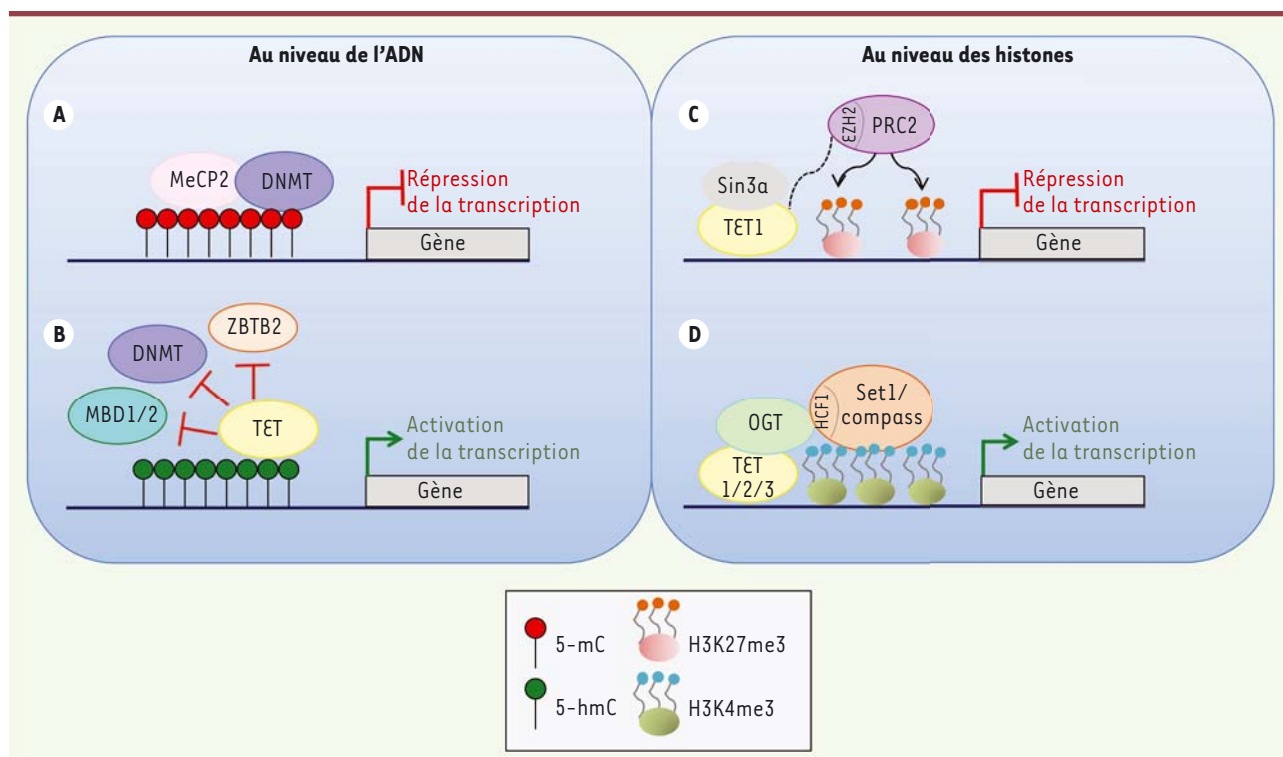 Au niveau de l'ADN
A
MeCP2
DNMT
Répression
de la transcription
Gène
B
ZBTB2
DNMT
MBD1/2
TET
Activation
de la transcription
Gène
Au niveau des histones
C
EZH2
PRC2
Sin3a
TET1
Répression
de la transcription
Gène
D
Set1/
compass
HCF1
OGT
TET
1/2/3
Activation
de la transcription
Gène
5-mC
H3K27me3
5-hmC
H3K4me3